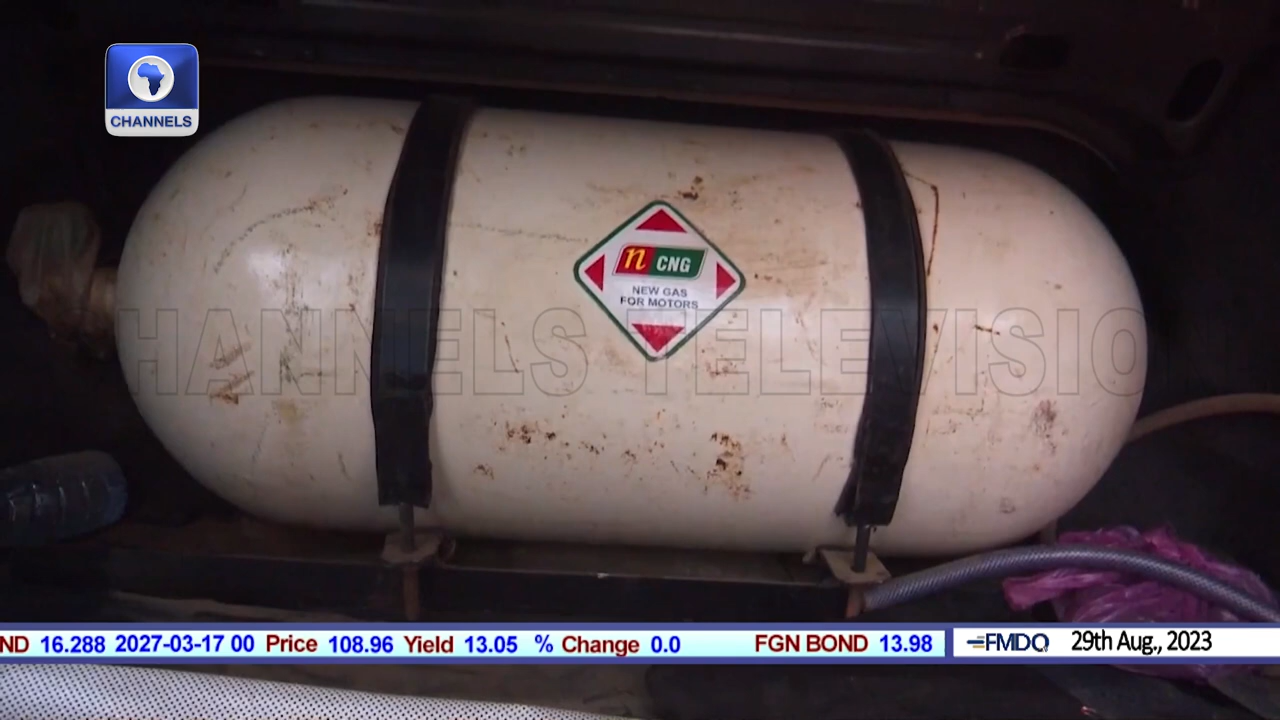 CHANNELS
n CNG
NEW GAS
FOR MOTORS
HANNELS TELEVISION
ND 16.288 2027-03-17 00 Price 108.96 Yield 13.05 % Change 0.0 FGN BOND 13.98
FMDQ 29th Aug., 2023